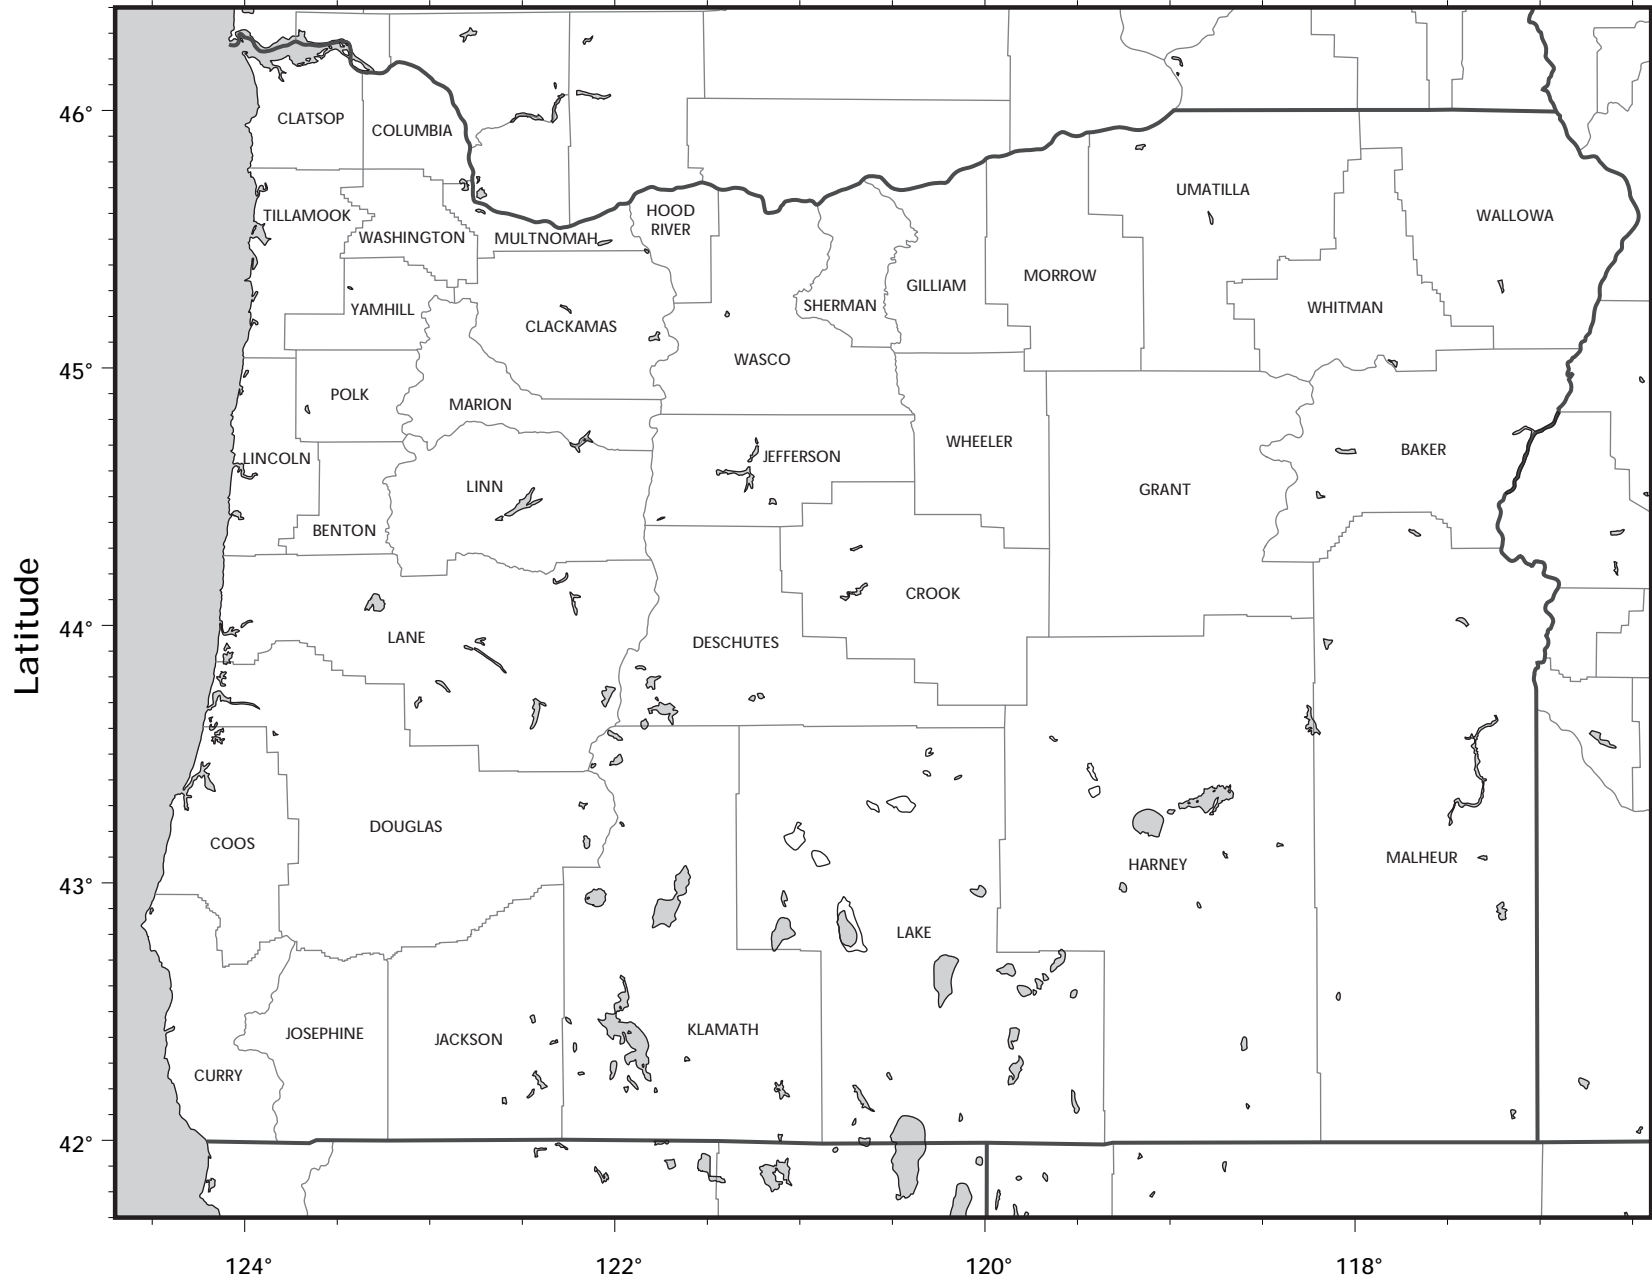 46°
CLATSOP
COLUMBIA
UMATILLA
HOOD
RIVER
WALLOWA
TILLAMOOK
WASHINGTON
MULTNOMAH
MORROW
GILLIAM
SHERMAN
WHITMAN
YAMHILL
CLACKAMAS
WASCO
45°
POLK
MARION
WHEELER
BAKER
LINCOLN
JEFFERSON
LINN
GRANT
BENTON
CROOK
Latitude
44°
LANE
DESCHUTES
DOUGLAS
COOS
MALHEUR
HARNEY
43°
LAKE
KLAMATH
JOSEPHINE
JACKSON
CURRY
42°
124°
122°
120°
118°